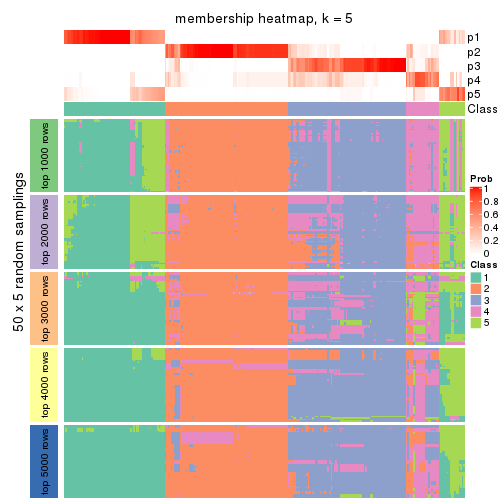 membership heatmap, k = 5
p1
p2
p3
p4
p5
Class
50 x 5 random samplings
top 1000 rows
top 2000 rows
top 3000 rows
top 4000 rows
top 5000 rows
Prob
1
0.8
0.6
0.4
0.2
0
Class
1
2
3
4
5